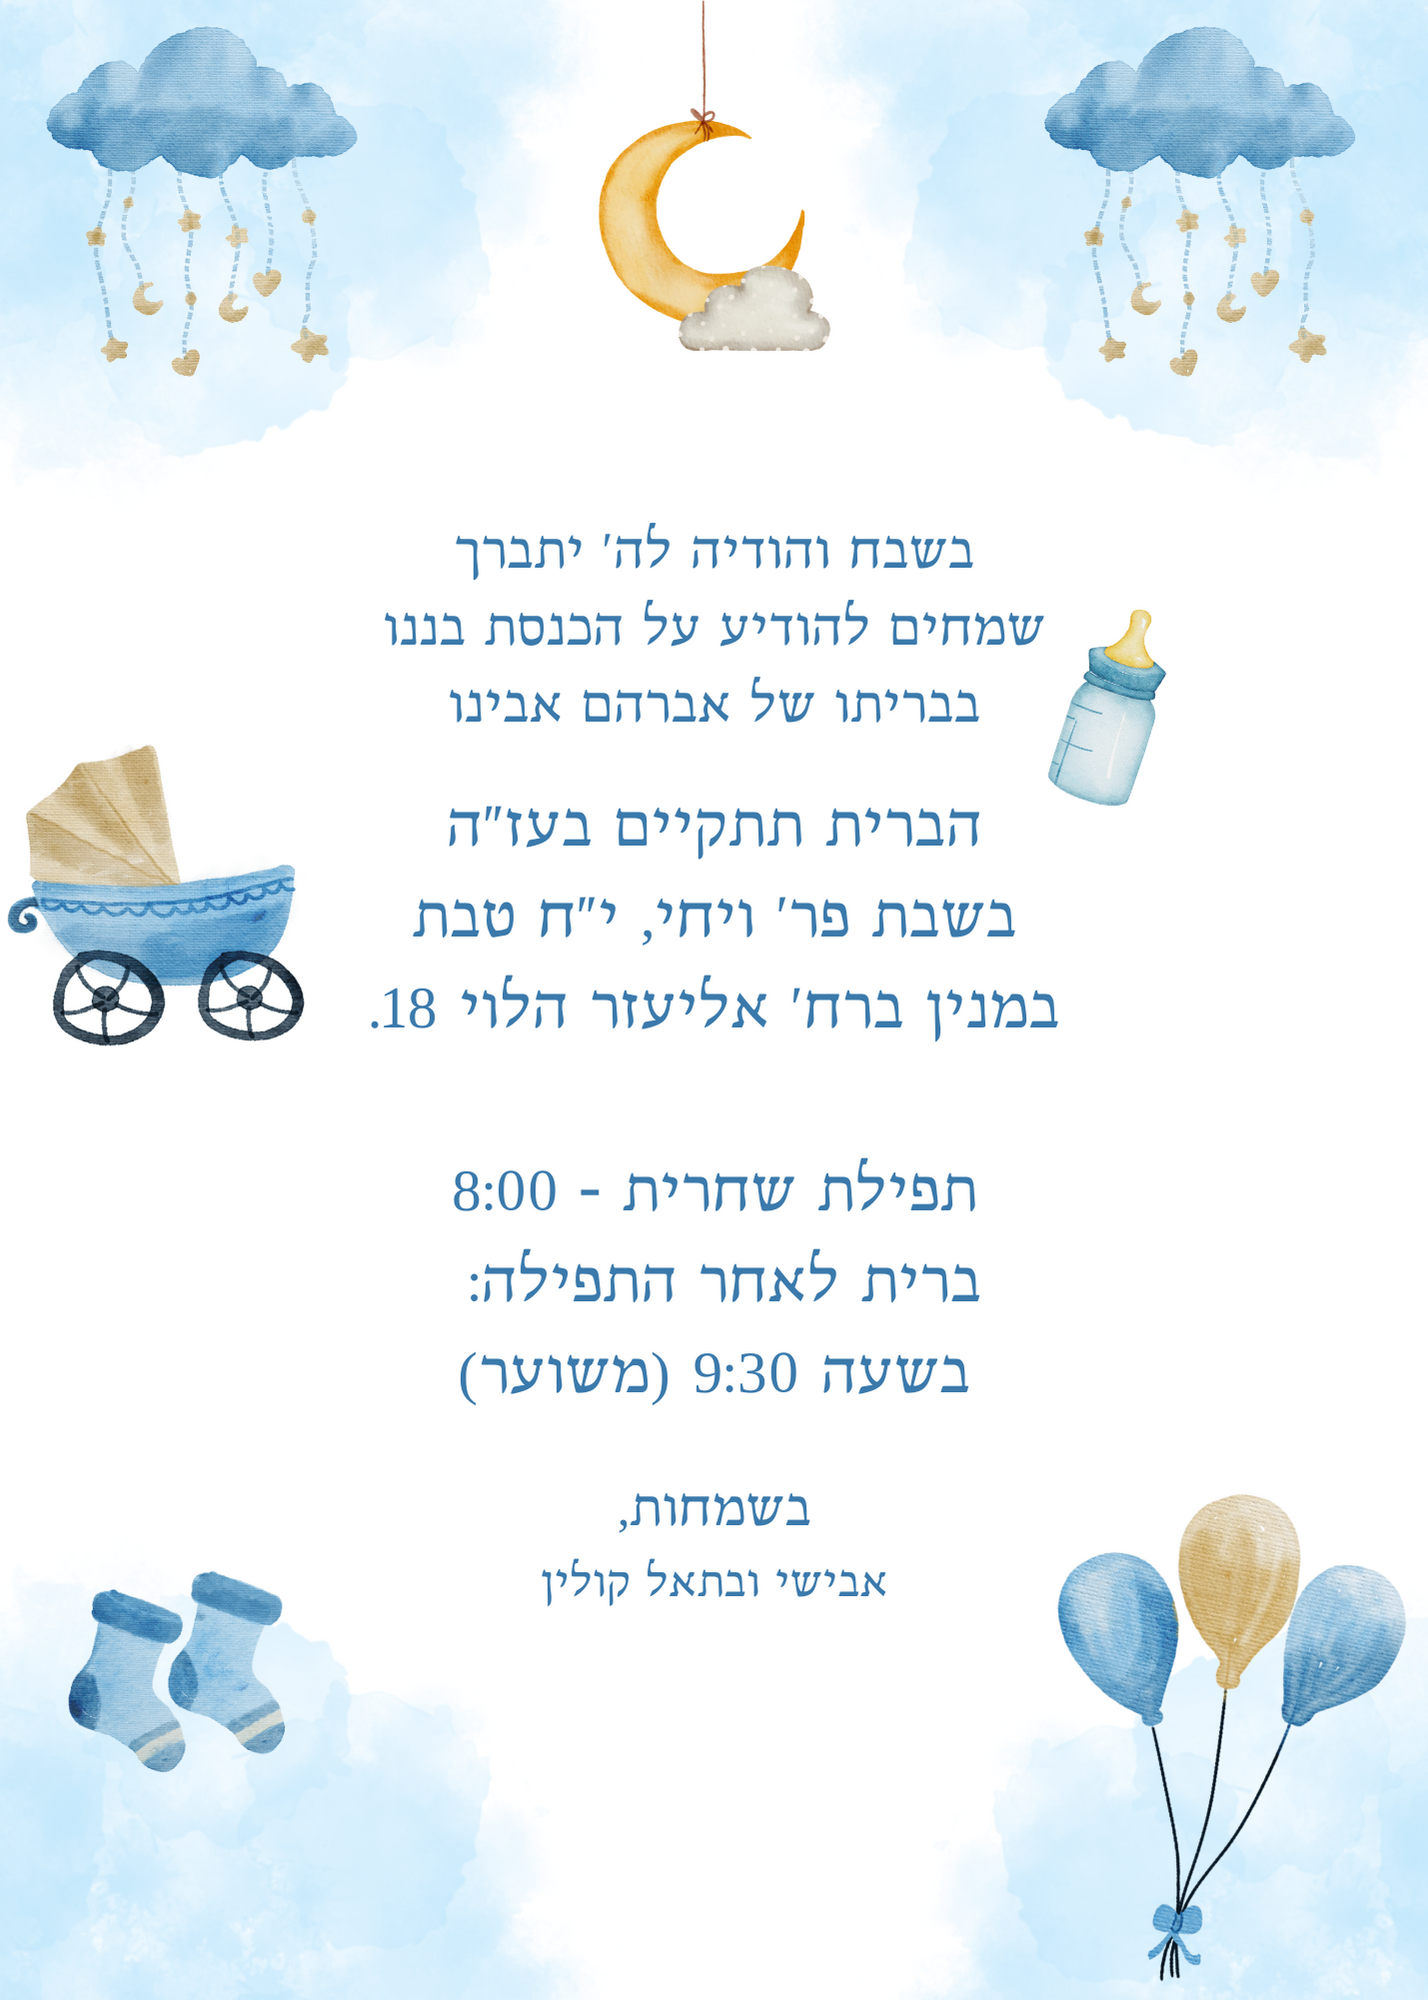 בשבח והודיה לה' יתברך
שמחים להודיע על הכנסת בננו
בבריתו של אברהם אבינו
הברית תתקיים בעז"ה
בשבת פר' ויחי, י"ח טבת
במנין ברח' אליעזר הלוי 18.
תפילת שחרית - 8:00
ברית לאחר התפילה:
בשעה 9:30 (משוער)
בשמחות,
אבישי ובתאל קולין